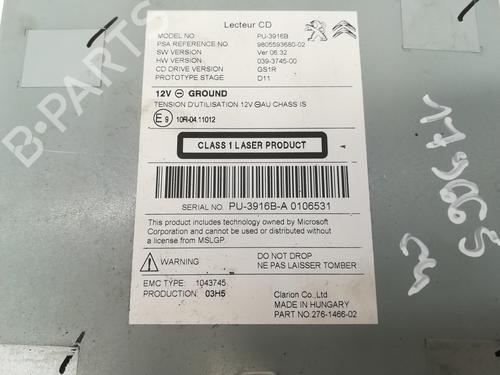 Lecteur CD
MODEL NO PU-3916B
PSA REFERENCE NO 9805593680-02
SW VERSION Ver 06.32
HW VERSION 039-3745-00
CD DRIVE VERSION GS1R
PROTOTYPE STAGE D11
12V ⊖ GROUND
TENSION D'UTILISATION 12V ⊖AU CHASS IS
E 9 10R-04.11012
CLASS 1 LASER PRODUCT
SERIAL NO. PU-3916B-A 0106531
This product includes technology owned by Microsoft
Corporation and cannot be used or distributed without
a license from MSLGP.
WARNING
DO NOT DROP
NE PAS LAISSER TOMBER
EMC TYPE: 1043745
PRODUCTION: 03H5
Clarion Co.,Ltd
MADE IN HUNGARY
PART NO.276-1466-02
B-PARTS